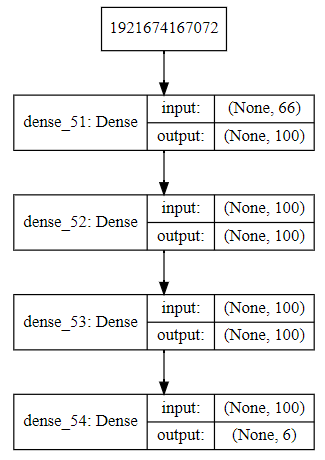 1921674167072
dense_51: Dense
input: (None, 66)
output: (None, 100)
dense_52: Dense
input: (None, 100)
output: (None, 100)
dense_53: Dense
input: (None, 100)
output: (None, 100)
dense_54: Dense
input: (None, 100)
output: (None, 6)